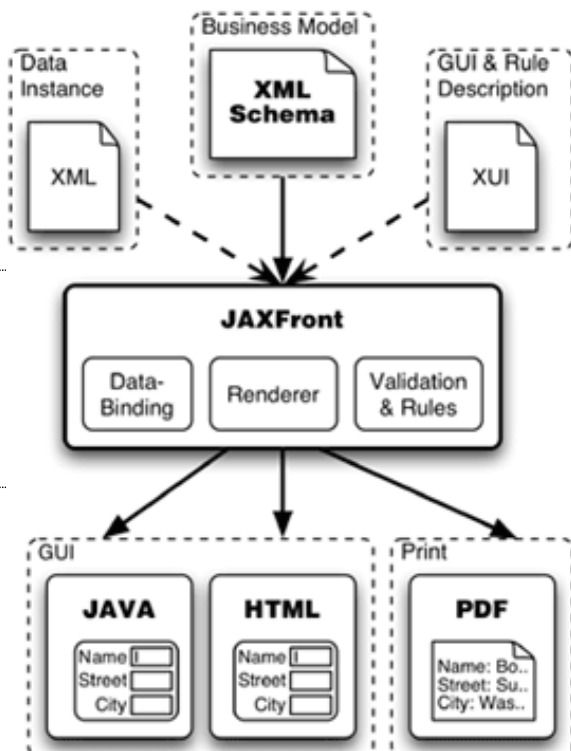 Business Model
XML
Schema
Data
Instance
XML
GUI & Rule
Description
XUI
JAXFront
Data-
Binding
Renderer
Validation
& Rules
GUI
JAVA
Name
Street
City
HTML
Name
Street
City
Print
PDF
Name: Bo..
Street: Su..
City: Was..